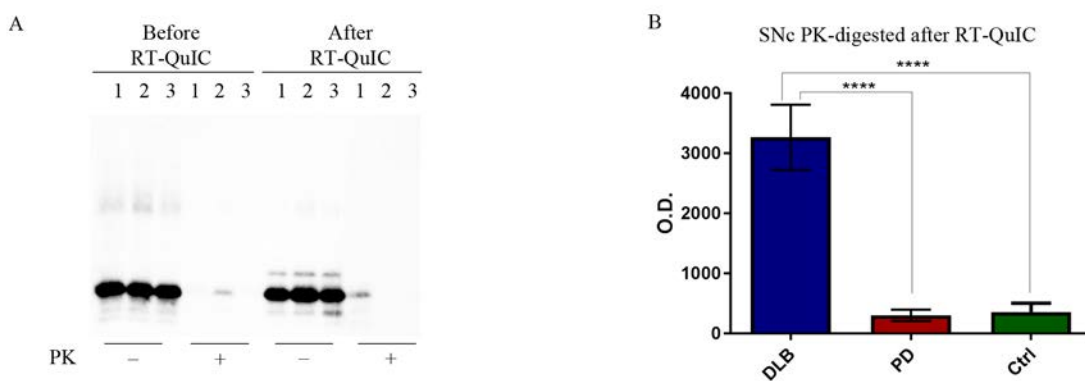 A
Before
RT-QuIC
After
RT-QuIC
1 2 3 1 2 3 1 2 3 1 2 3
PK – + – +
B
SNc PK-digested after RT-QuIC
****
****
4000
3000
2000
1000
0
O.D.
DLB
PD
Ctrl